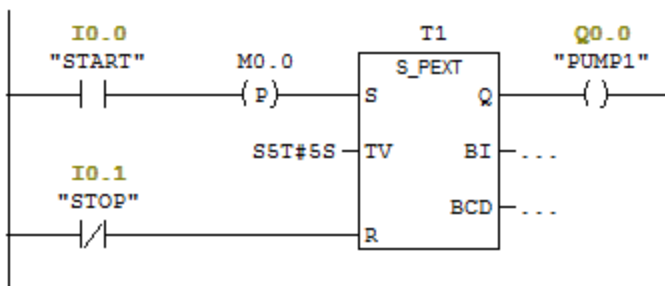 I0.0
"START"
M0.0
P
T1
S_PEXT
Q0.0
"PUMP1"
S
Q
S5T#5S
TV
BI
...
I0.1
"STOP"
BCD
...
R